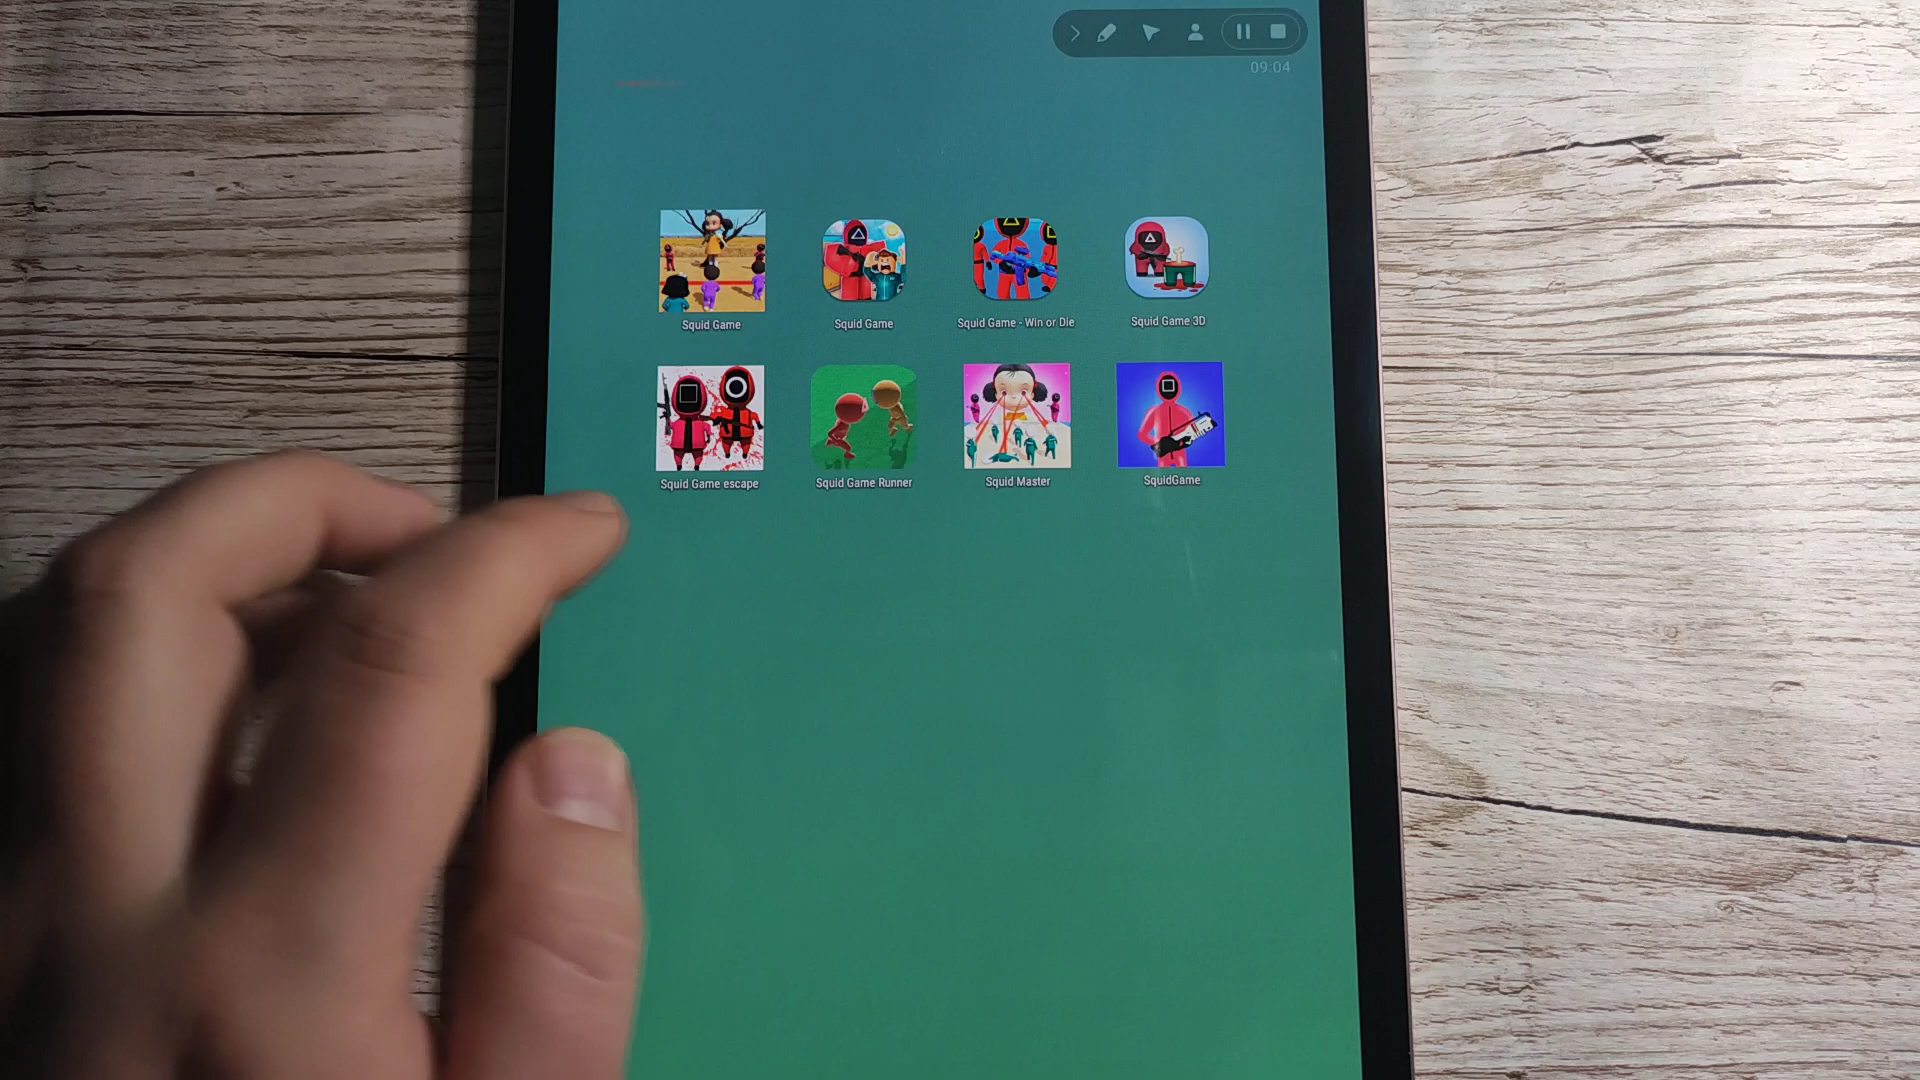 09:04
Squid Game
Squid Game
Squid Game - Win or Die
Squid Game 3D
Squid Game escape
Squid Game Runner
Squid Master
SquidGame